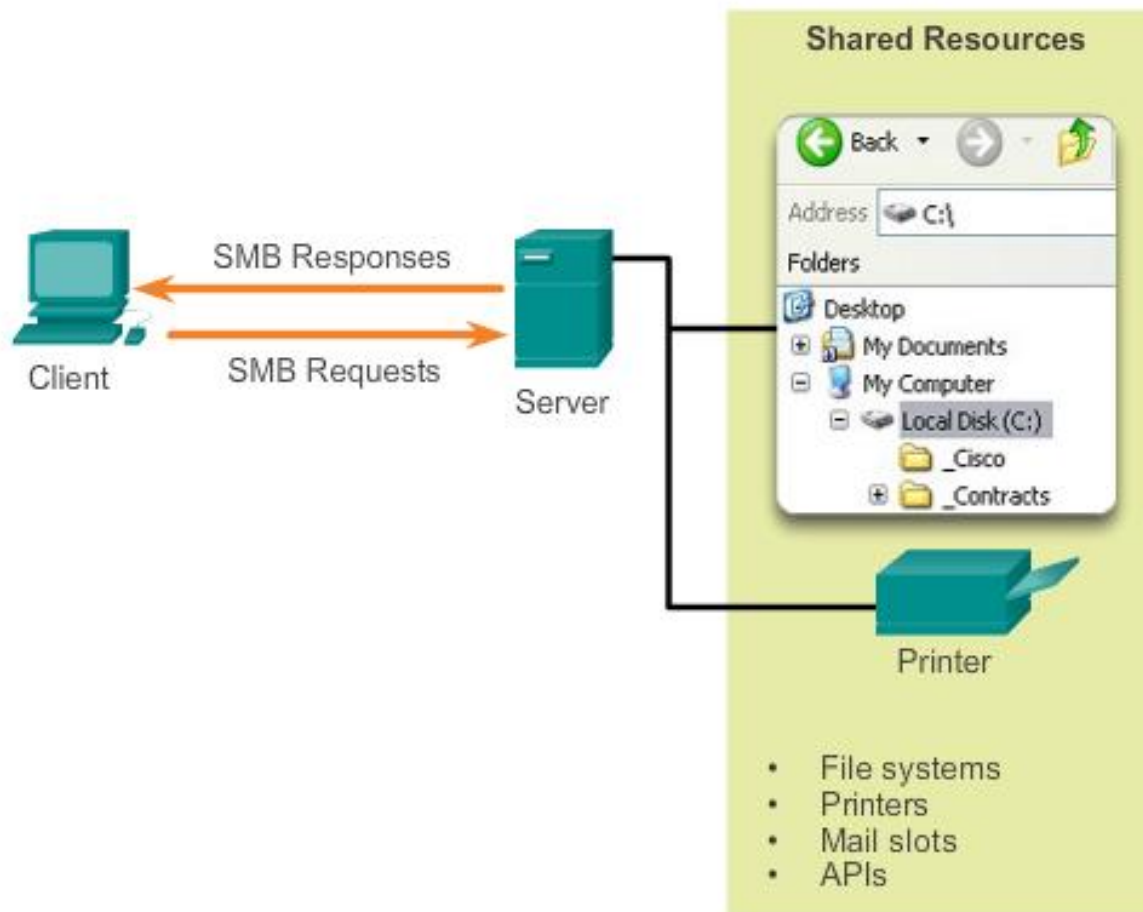 Shared Resources
Back
Address C:\
Folders
Desktop
My Documents
My Computer
Local Disk (C:)
_Cisco
_Contracts
SMB Responses
SMB Requests
Client
Server
Printer
• File systems
• Printers
• Mail slots
• APIs